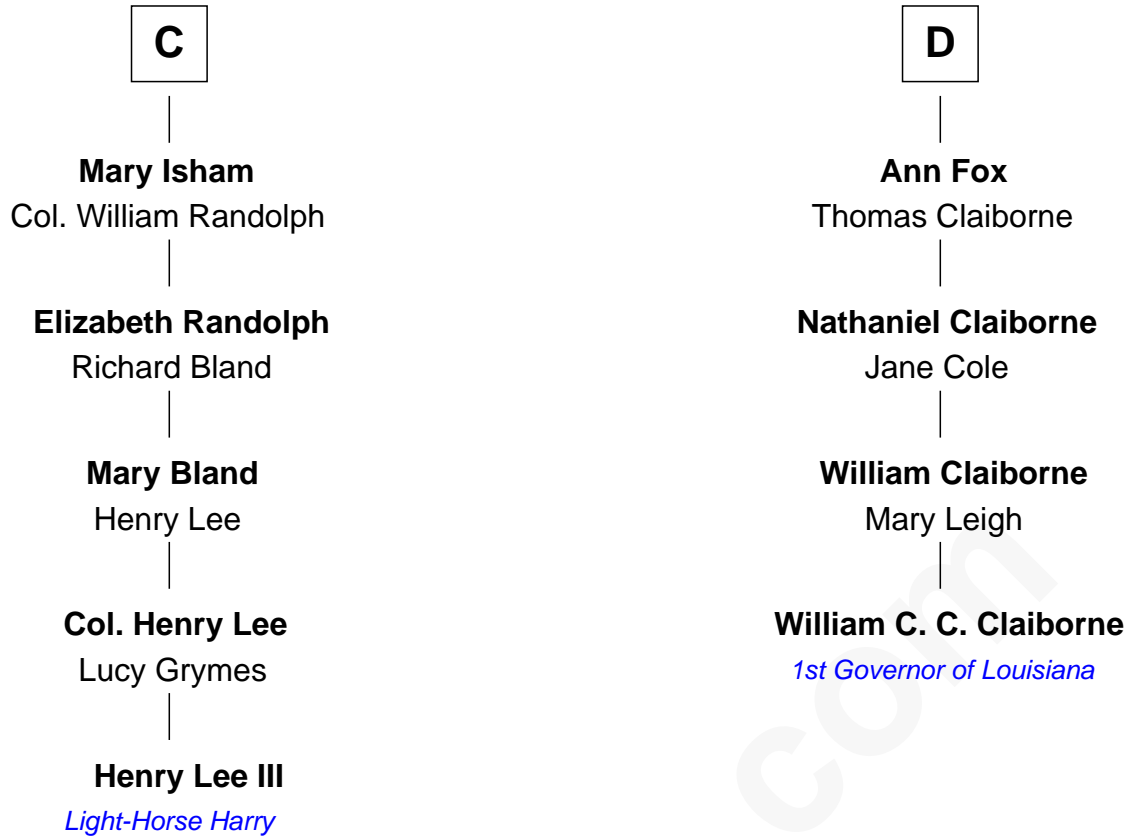 C
Mary Isham
Col. William Randolph
Elizabeth Randolph
Richard Bland
Mary Bland
Henry Lee
Col. Henry Lee
Lucy Grymes
Henry Lee III
Light-Horse Harry
D
Ann Fox
Thomas Claiborne
Nathaniel Claiborne
Jane Cole
William Claiborne
Mary Leigh
William C. C. Claiborne
1st Governor of Louisiana
com